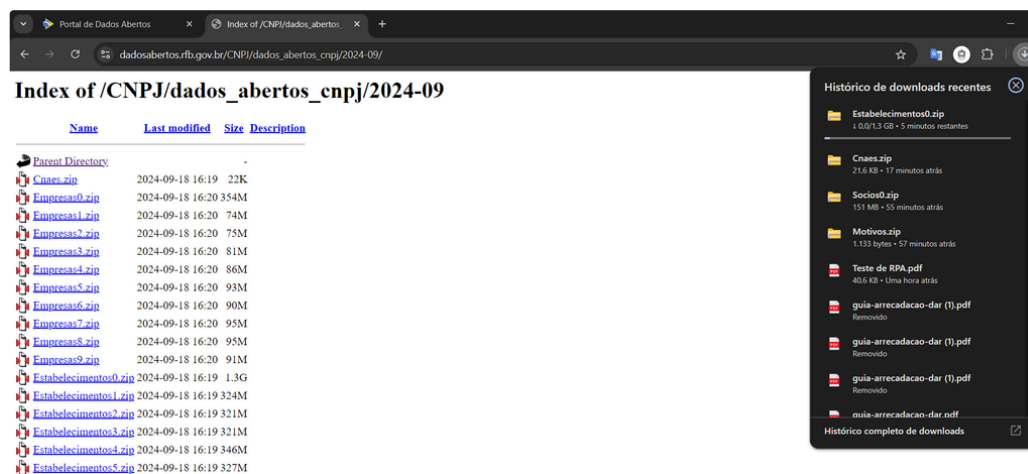 Portal de Dados Abertos
Index of /CNPJ/dados_abertos_
dadosabertos.rfb.gov.br/CNPJ/dados_abertos_cnpj/2024-09/
Index of /CNPJ/dados_abertos_cnpj/2024-09
Name Last modified Size Description
Parent Directory -
Cnaes.zip 2024-09-18 16:19 22K
Empresas0.zip 2024-09-18 16:20 354M
Empresas1.zip 2024-09-18 16:20 74M
Empresas2.zip 2024-09-18 16:20 75M
Empresas3.zip 2024-09-18 16:20 81M
Empresas4.zip 2024-09-18 16:20 86M
Empresas5.zip 2024-09-18 16:20 93M
Empresas6.zip 2024-09-18 16:20 90M
Empresas7.zip 2024-09-18 16:20 95M
Empresas8.zip 2024-09-18 16:20 95M
Empresas9.zip 2024-09-18 16:20 91M
Estabelecimentos0.zip 2024-09-18 16:19 1.3G
Estabelecimentos1.zip 2024-09-18 16:19 324M
Estabelecimentos2.zip 2024-09-18 16:19 321M
Estabelecimentos3.zip 2024-09-18 16:19 321M
Estabelecimentos4.zip 2024-09-18 16:19 346M
Estabelecimentos5.zip 2024-09-18 16:19 327M
Histórico de downloads recentes
Estabelecimentos0.zip
↓ 0,0/1,3 GB • 5 minutos restantes
Cnaes.zip
21,6 KB • 17 minutos atrás
Socios0.zip
151 MB • 55 minutos atrás
Motivos.zip
1.133 bytes • 57 minutos atrás
Teste de RPA.pdf
40,6 KB • Uma hora atrás
guia-arrecadacao-dar (1).pdf
Removido
guia-arrecadacao-dar (1).pdf
Removido
guia-arrecadacao-dar (1).pdf
Removido
guia-arrecadacao-dar.pdf
Histórico completo de downloads